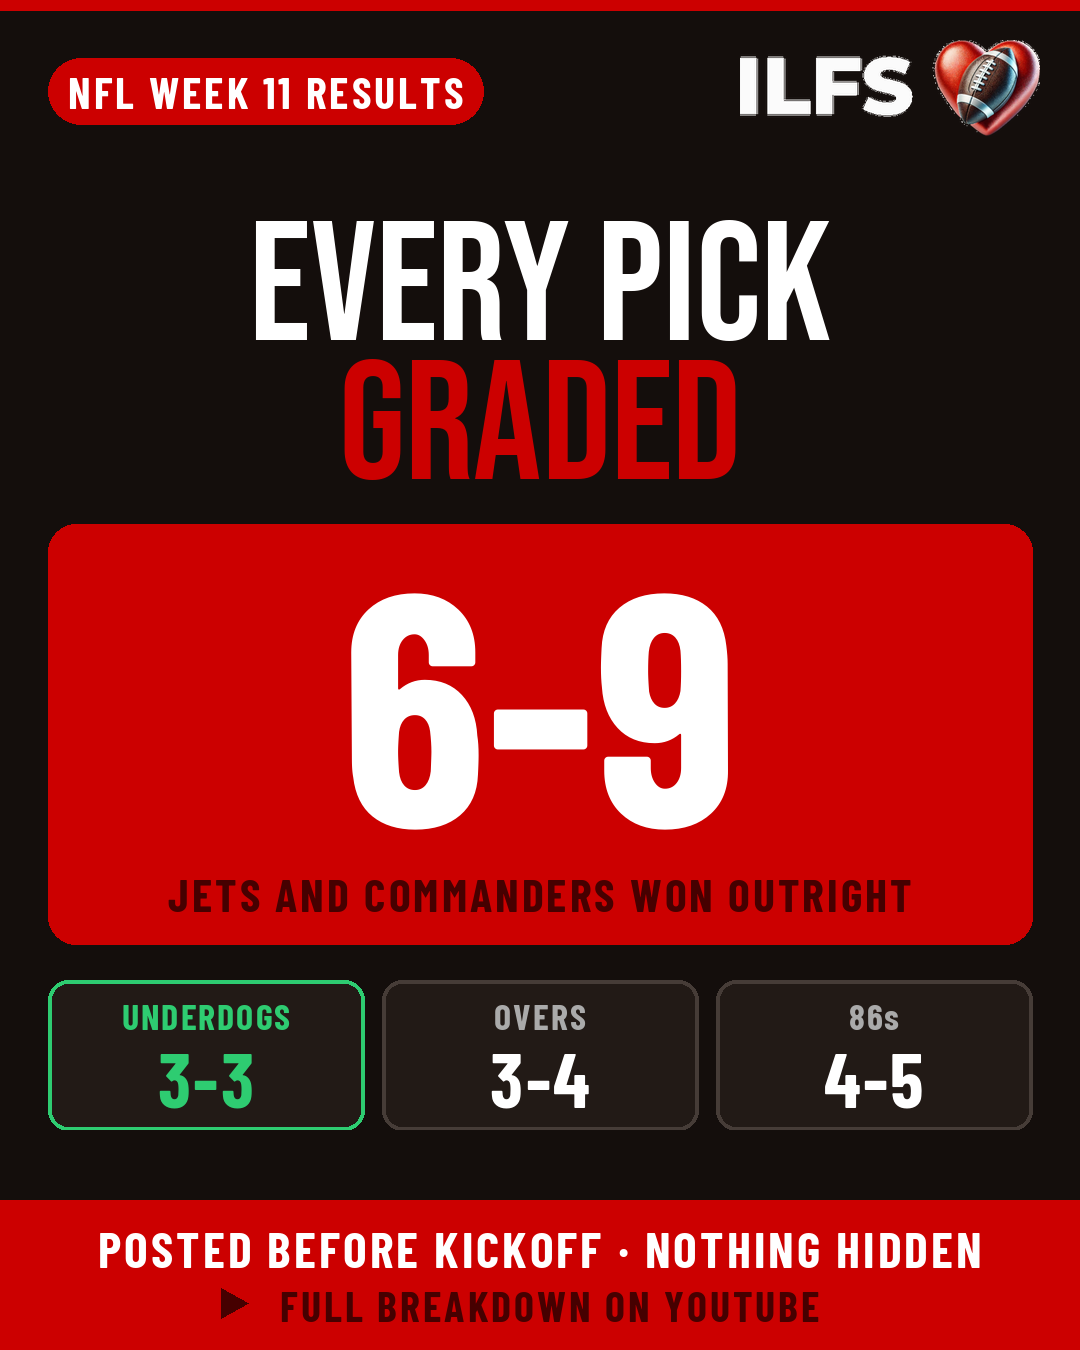 NFL WEEK 11 RESULTS
ILFS
EVERY PICK
GRADED
6-9
JETS AND COMMANDERS WON OUTRIGHT
UNDERDOGS
3-3
OVERS
3-4
86s
4-5
POSTED BEFORE KICKOFF · NOTHING HIDDEN
▶ FULL BREAKDOWN ON YOUTUBE